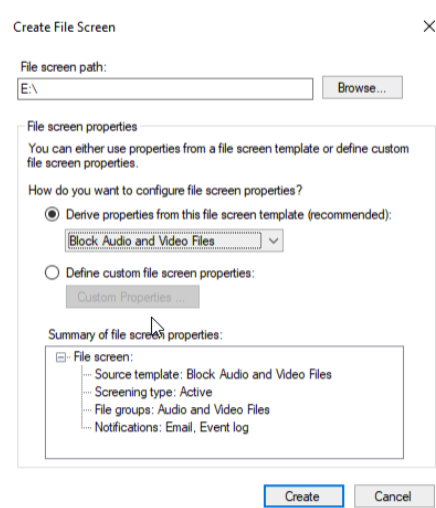 Create File Screen
File screen path:
E:\
Browse...
File screen properties
You can either use properties from a file screen template or define custom
file screen properties.
How do you want to configure file screen properties?
Derive properties from this file screen template (recommended):
Block Audio and Video Files
Define custom file screen properties:
Custom Properties ...
Summary of file screen properties:
File screen:
Source template: Block Audio and Video Files
Screening type: Active
File groups: Audio and Video Files
Notifications: Email, Event log
Create
Cancel